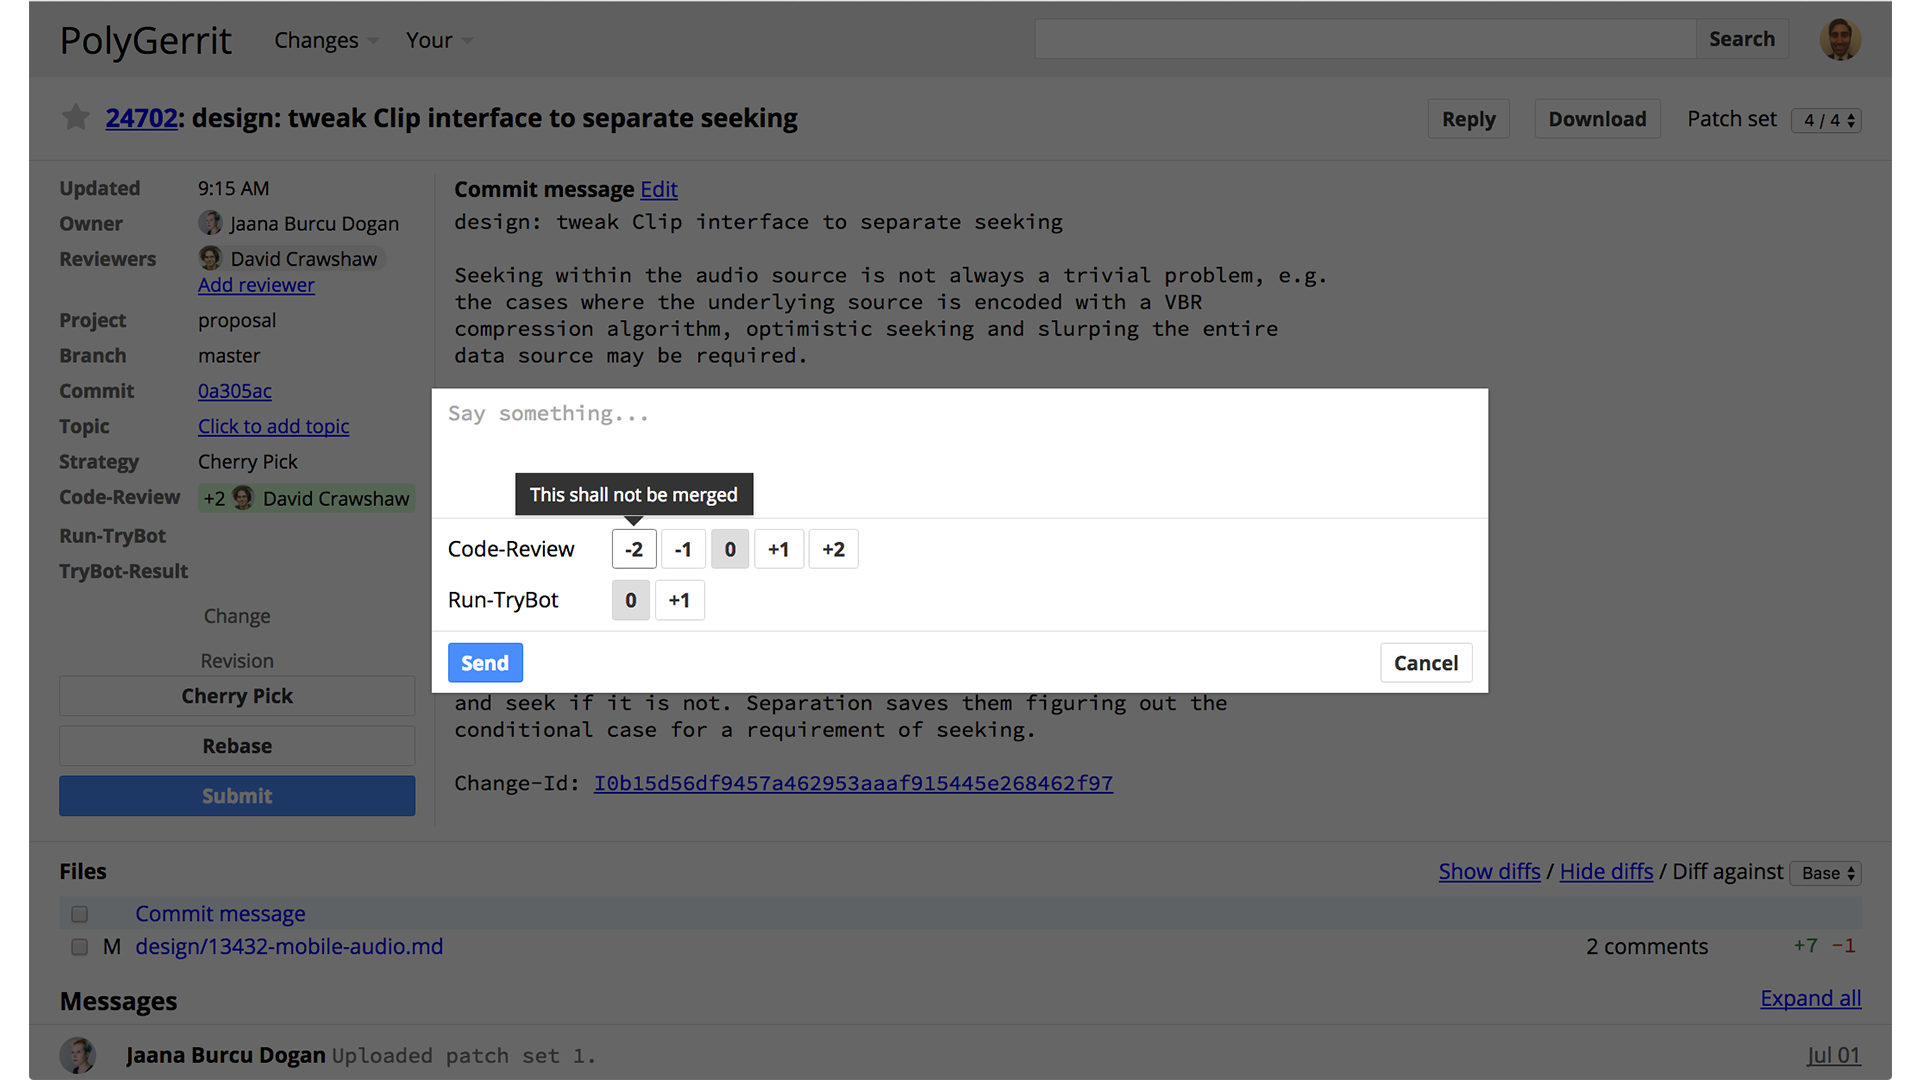 PolyGerrit Changes Your Search
24702: design: tweak Clip interface to separate seeking Reply Download Patch set 4 / 4
Updated 9:15 AM
Owner Jaana Burcu Dogan
Reviewers David Crawshaw
Add reviewer
Project proposal
Branch master
Commit 0a305ac
Topic Click to add topic
Strategy Cherry Pick
Code-Review +2 David Crawshaw
Run-TryBot
TryBot-Result
Change
Revision
Cherry Pick
Rebase
Submit
Commit message Edit
design: tweak Clip interface to separate seeking
Seeking within the audio source is not always a trivial problem, e.g.
the cases where the underlying source is encoded with a VBR
compression algorithm, optimistic seeking and slurping the entire
data source may be required.
Say something...
This shall not be merged
Code-Review -2 -1 0 +1 +2
Run-TryBot 0 +1
Send Cancel
and seek if it is not. Separation saves them figuring out the
conditional case for a requirement of seeking.
Change-Id: I0b15d56df9457a462953aaaf915445e268462f97
Files Show diffs / Hide diffs / Diff against Base
Commit message
M design/13432-mobile-audio.md 2 comments +7 −1
Messages Expand all
Jaana Burcu Dogan Uploaded patch set 1. Jul 01